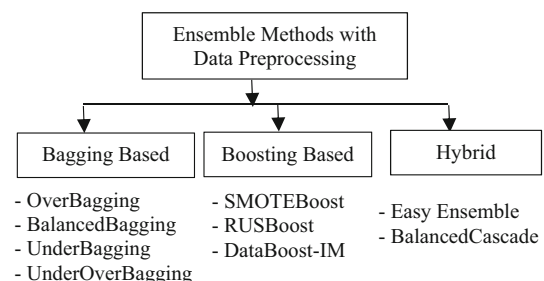 Ensemble Methods with
Data Preprocessing
Bagging Based
- OverBagging
- BalancedBagging
- UnderBagging
- UnderOverBagging
Boosting Based
- SMOTEBoost
- RUSBoost
- DataBoost-IM
Hybrid
- Easy Ensemble
- BalancedCascade